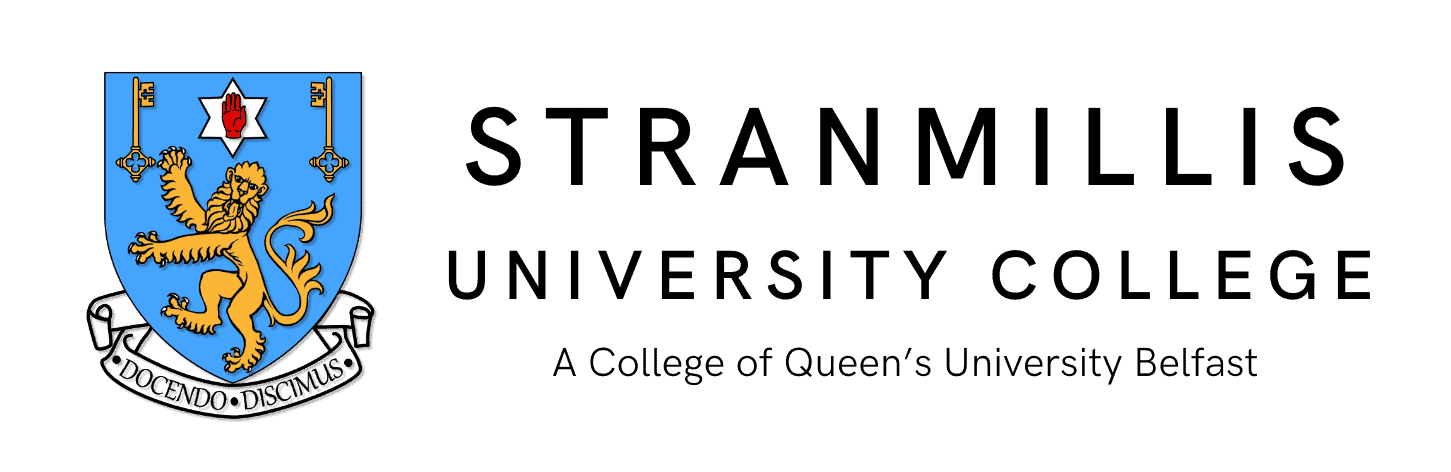 STRANMILLIS
UNIVERSITY COLLEGE
A College of Queen’s University Belfast
•DOCENDO•DISCIMUS•